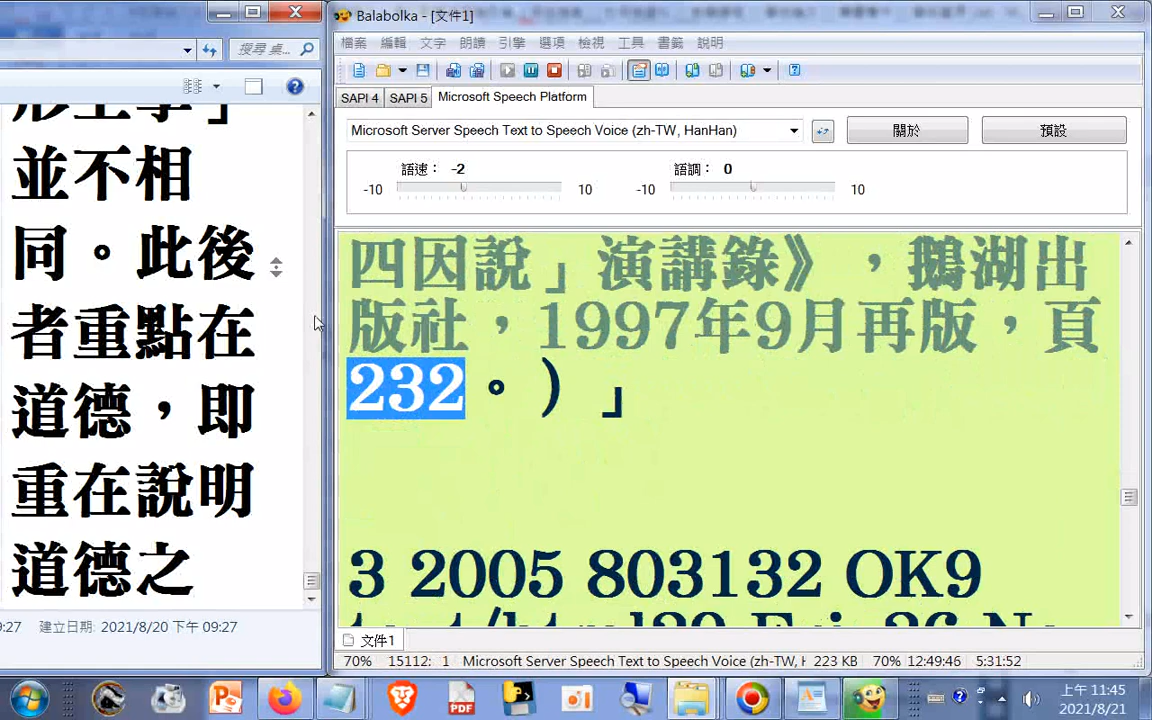 搜尋 桌...
形上學」
並不相
同。此後
者重點在
道德，即
重在說明
道德之
9:27 建立日期: 2021/8/20 下午 09:27
Balabolka - [文件1]
檔案 編輯 文字 朗讀 引擎 選項 檢視 工具 書籤 說明
SAPI 4 SAPI 5 Microsoft Speech Platform
Microsoft Server Speech Text to Speech Voice (zh-TW, HanHan) 關於 預設
語速： -2 語調： 0
-10 10 -10 10
四因說」演講錄》，鵝湖出
版社，1997年9月再版，頁
232。）」
3 2005 803132 OK9
文件1
70% 15112: 1 Microsoft Server Speech Text to Speech Voice (zh-TW, H 223 KB 70% 12:49:46 5:31:52
PDF
上午 11:45
2021/8/21